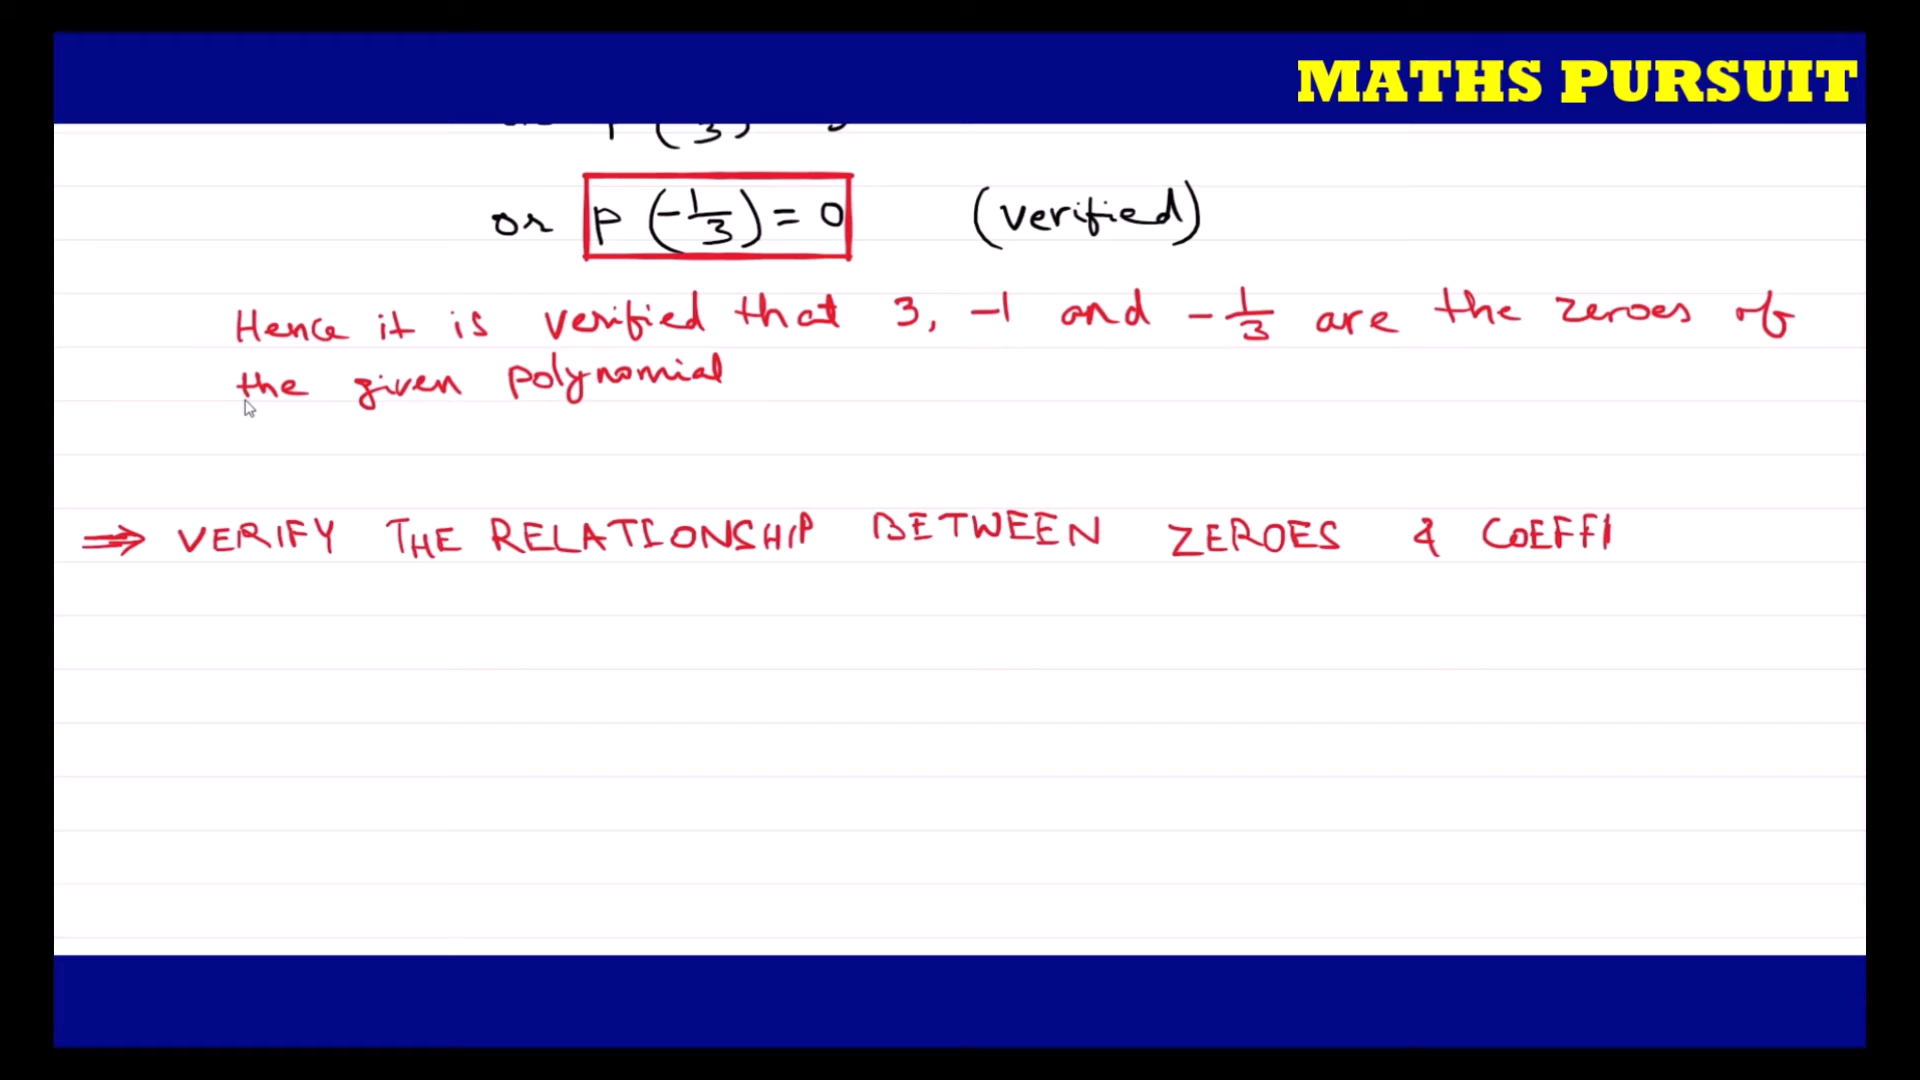 MATHS PURSUIT
or p (-1/3) = 0 (verified)
Hence it is verified that 3, -1 and -1/3 are the zeroes of
the given polynomial
⇒ VERIFY THE RELATIONSHIP BETWEEN ZEROES & COEFFI